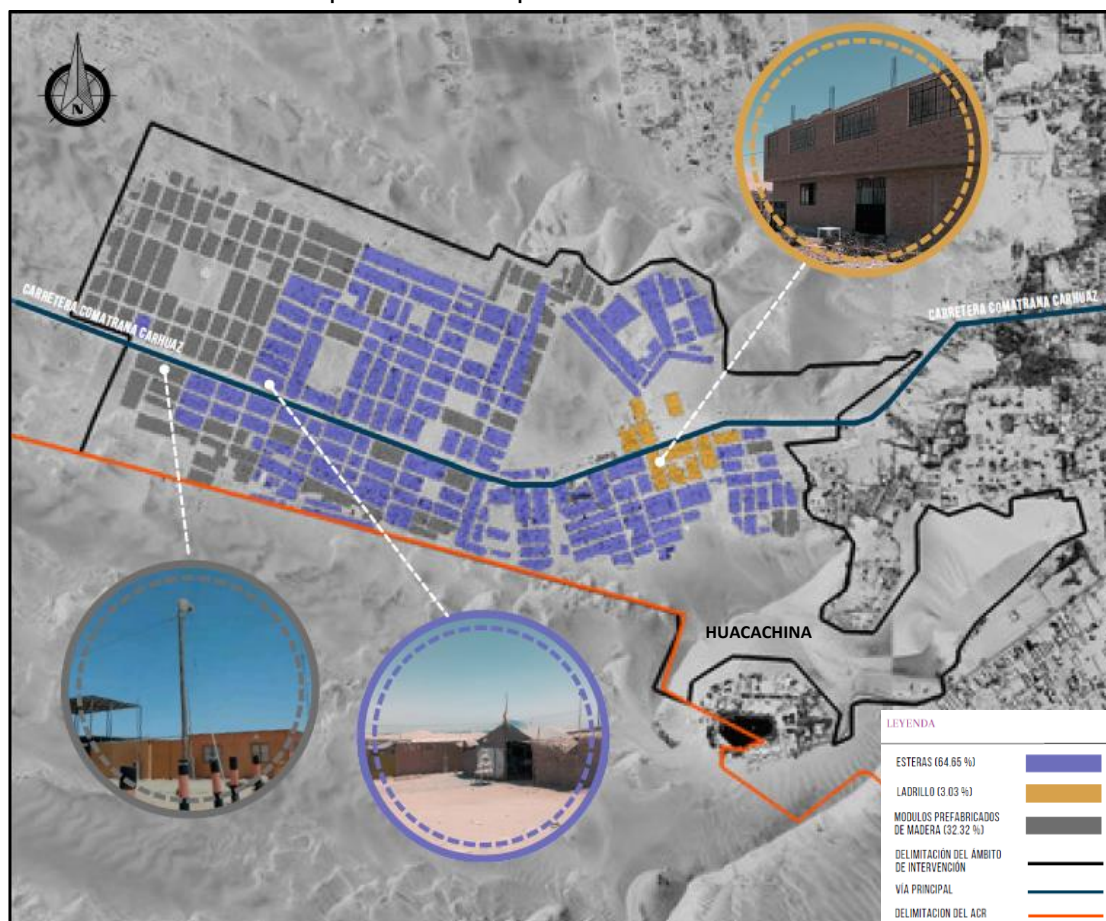 N
CARRETERA COMATRANA CARHUAZ
CARRETERA COMATRANA CARHUAZ
HUACACHINA
LEYENDA
ESTERAS (64.65 %)
LADRILLO (3.03 %)
MODULOS PREFABRICADOS
DE MADERA (32.32 %)
DELIMITACIÓN DEL ÁMBITO
DE INTERVENCIÓN
VÍA PRINCIPAL
DELIMITACION DEL ACR